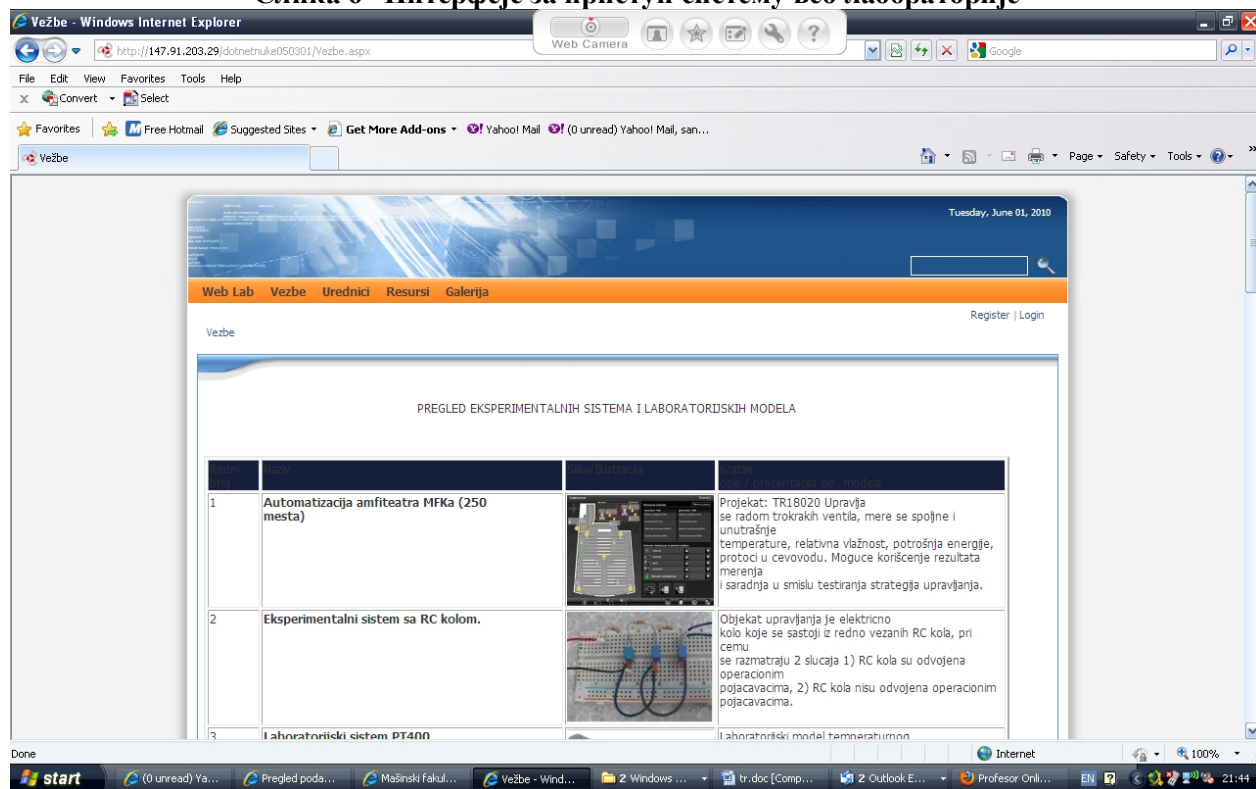 Слика 6 Интерфејс за приступ систему веб лабораторије
Vežbe - Windows Internet Explorer
Web Camera
http://147.91.203.29/dotnetnuke050301/Vezbe.aspx
Google
File Edit View Favorites Tools Help
x Convert Select
Favorites Free Hotmail Suggested Sites Get More Add-ons Yahoo! Mail (0 unread) Yahoo! Mail, san...
Vežbe
Page Safety Tools
Tuesday, June 01, 2010
Web Lab Vezbe Urednici Resursi Galerija
Register | Login
Vezbe
PREGLED EKSPERIMENTALNIH SISTEMA I LABORATORIJSKIH MODELA
Redni broj
Naziv
Slika/Ilustracija
Kratak
opis / prezentacija lab. modela
1
Automatizacija amfiteatra MFKa (250
mesta)
Projekat: TR18020 Upravlja
se radom trokrakih ventila, mere se spoljne i
unutrašnje
temperature, relativna vlažnost, potrošnja energije,
protoci u cevovodu. Moguce korišcenje rezultata
merenja
i saradnja u smislu testiranja strategija upravljanja.
2
Eksperimentalni sistem sa RC kolom.
Objekat upravljanja je elektricno
kolo koje se sastoji iz redno vezanih RC kola, pri
cemu
se razmatraju 2 slucaja 1) RC kola su odvojena
operacionim
pojacavacima, 2) RC kola nisu odvojena operacionim
pojacavacima.
3
Laboratorijski sistem PT400
Laboratorijski model temperaturnog
Done
Internet
100%
start
(0 unread) Ya...
Pregled poda...
Mašinski fakul...
Vežbe - Wind...
2 Windows ...
tr.doc [Comp...
2 Outlook E...
Profesor Onli...
EN
21:44